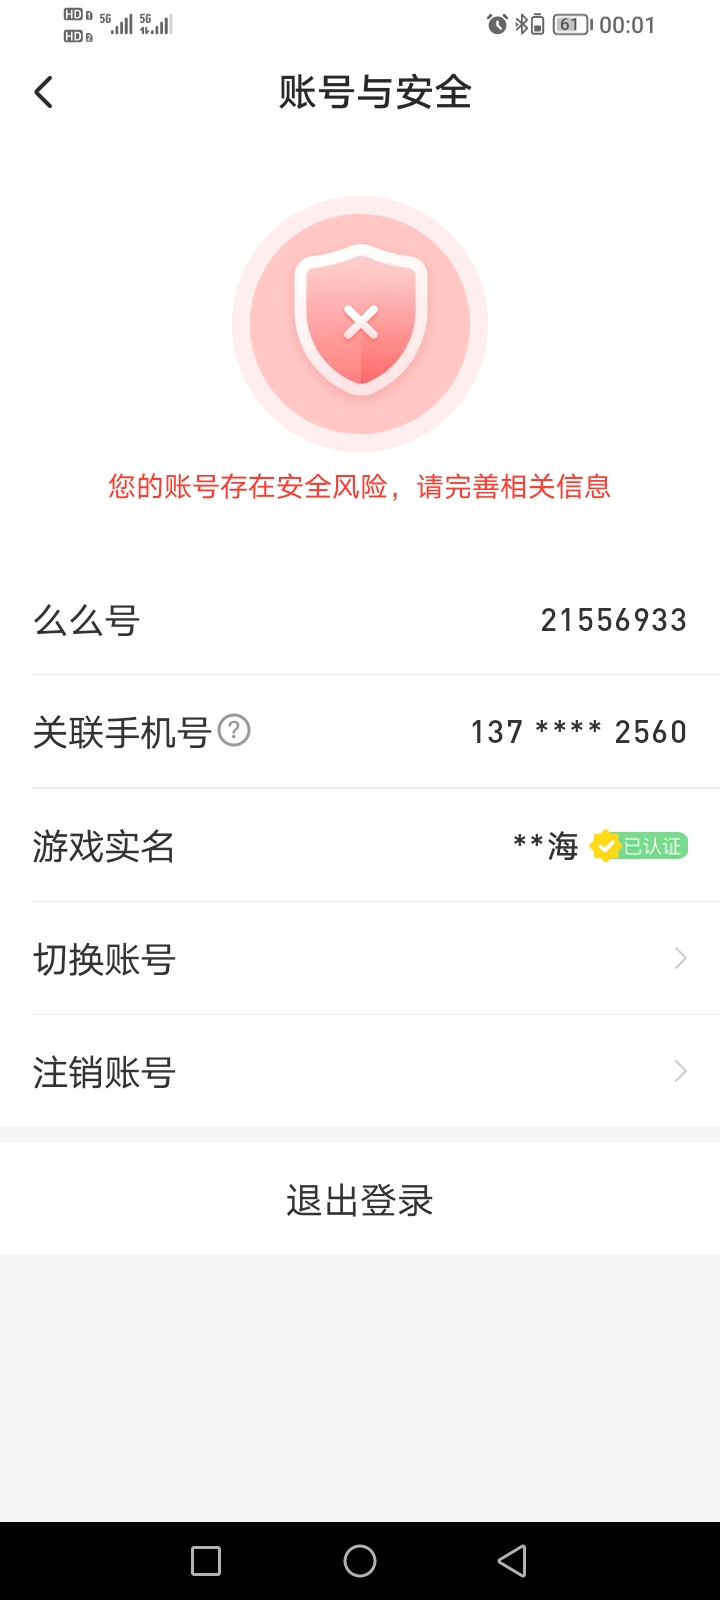 HD 1 5G 5G 61 00:01
HD 2
账号与安全
您的账号存在安全风险，请完善相关信息
么么号 21556933
关联手机号? 137 **** 2560
游戏实名 **海 已认证
切换账号
注销账号
退出登录